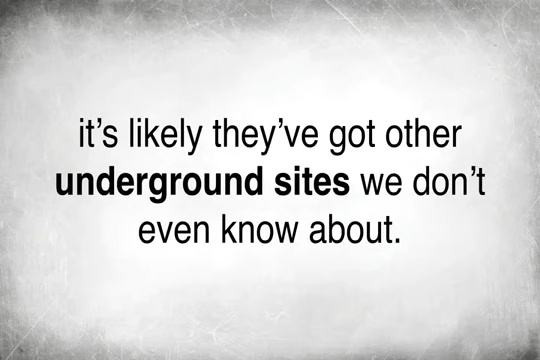 it's likely they've got other
underground sites we don't
even know about.